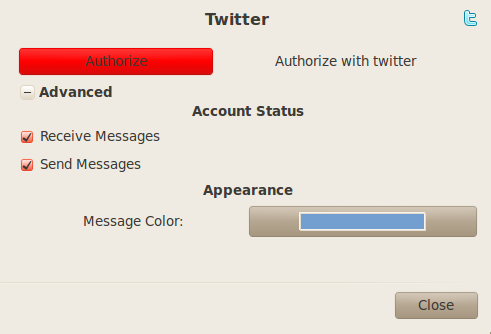 Twitter
Authorize Authorize with twitter
Advanced
Account Status
Receive Messages
Send Messages
Appearance
Message Color:
Close